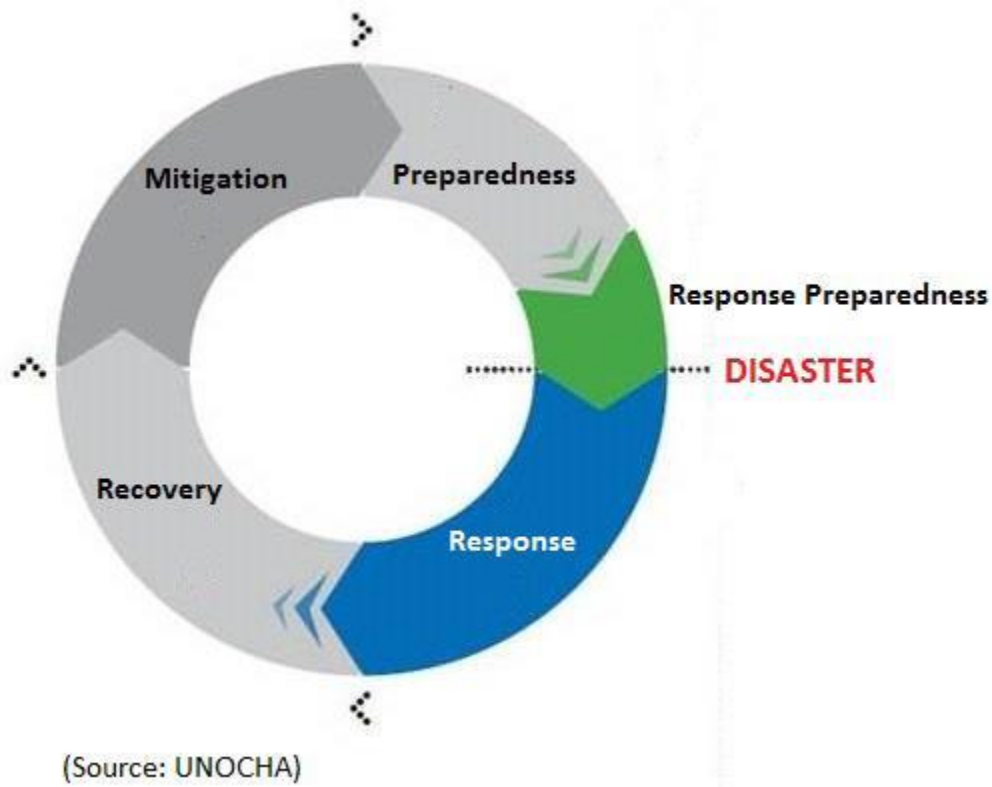 Mitigation
Preparedness
Response Preparedness
DISASTER
Recovery
Response
(Source: UNOCHA)